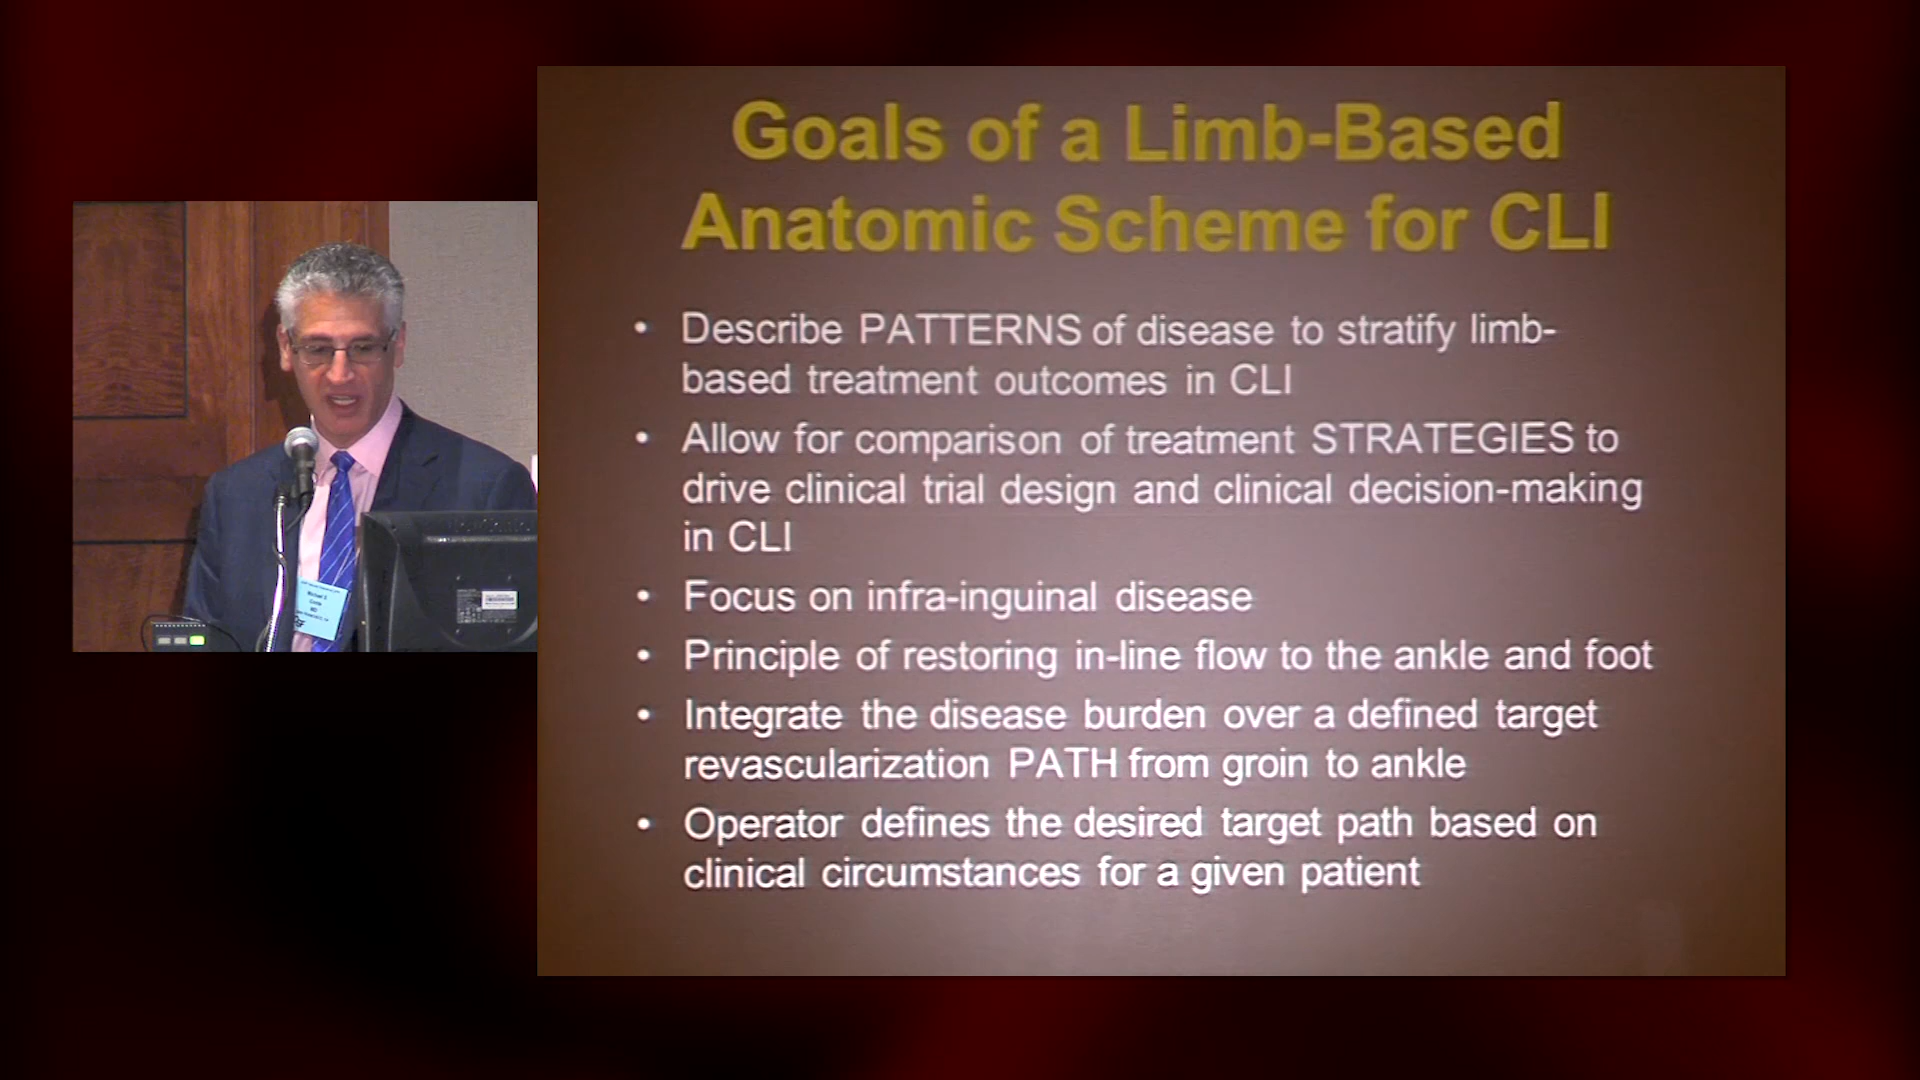 Goals of a Limb-Based
Anatomic Scheme for CLI
• Describe PATTERNS of disease to stratify limb-
based treatment outcomes in CLI
• Allow for comparison of treatment STRATEGIES to
drive clinical trial design and clinical decision-making
in CLI
• Focus on infra-inguinal disease
• Principle of restoring in-line flow to the ankle and foot
• Integrate the disease burden over a defined target
revascularization PATH from groin to ankle
• Operator defines the desired target path based on
clinical circumstances for a given patient
Michael S
MD